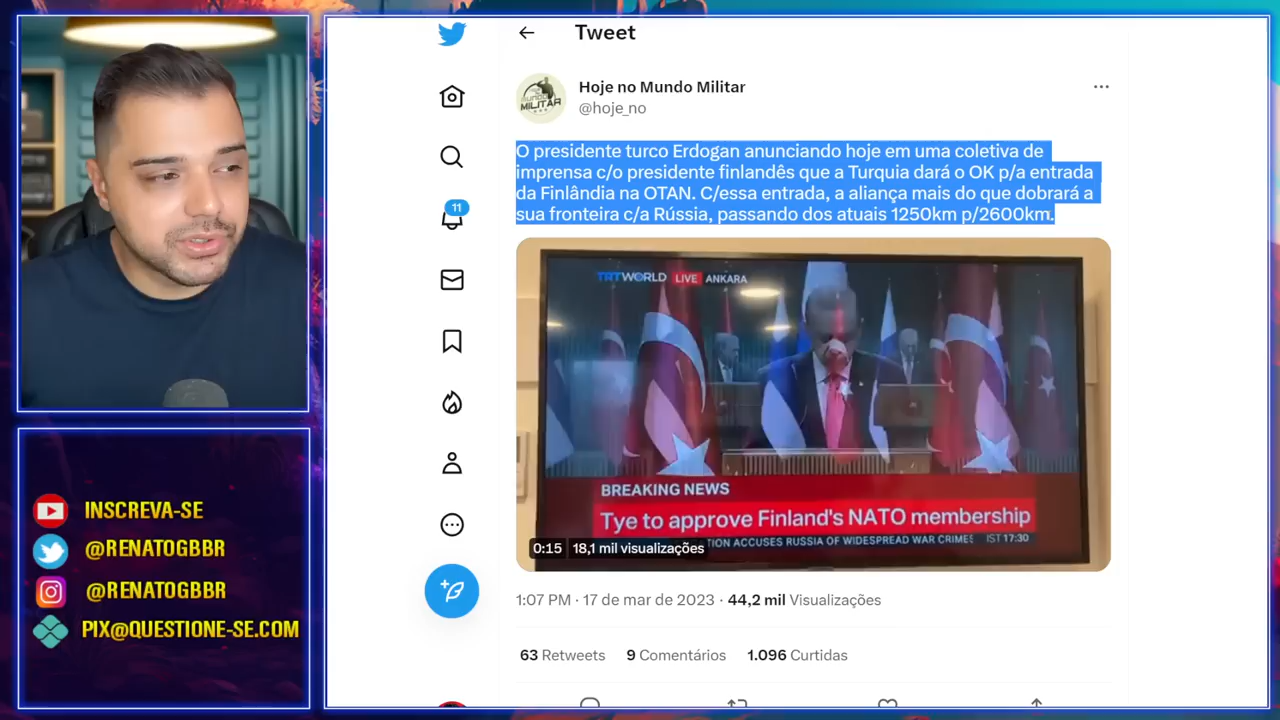 INSCREVA-SE
@RENATOGBBR
@RENATOGBBR
PIX@QUESTIONE-SE.COM
Tweet
Hoje no Mundo Militar
@hoje_no
MUNDO
MILITAR
11
O presidente turco Erdogan anunciando hoje em uma coletiva de
imprensa c/o presidente finlandês que a Turquia dará o OK p/a entrada
da Finlândia na OTAN. C/essa entrada, a aliança mais do que dobrará a
sua fronteira c/a Rússia, passando dos atuais 1250km p/2600km.
TRT WORLD LIVE ANKARA
BREAKING NEWS
Tye to approve Finland's NATO membership
TION ACCUSES RUSSIA OF WIDESPREAD WAR CRIMES IST 17:30
0:15 18,1 mil visualizações
1:07 PM · 17 de mar de 2023 · 44,2 mil Visualizações
63 Retweets 9 Comentários 1.096 Curtidas